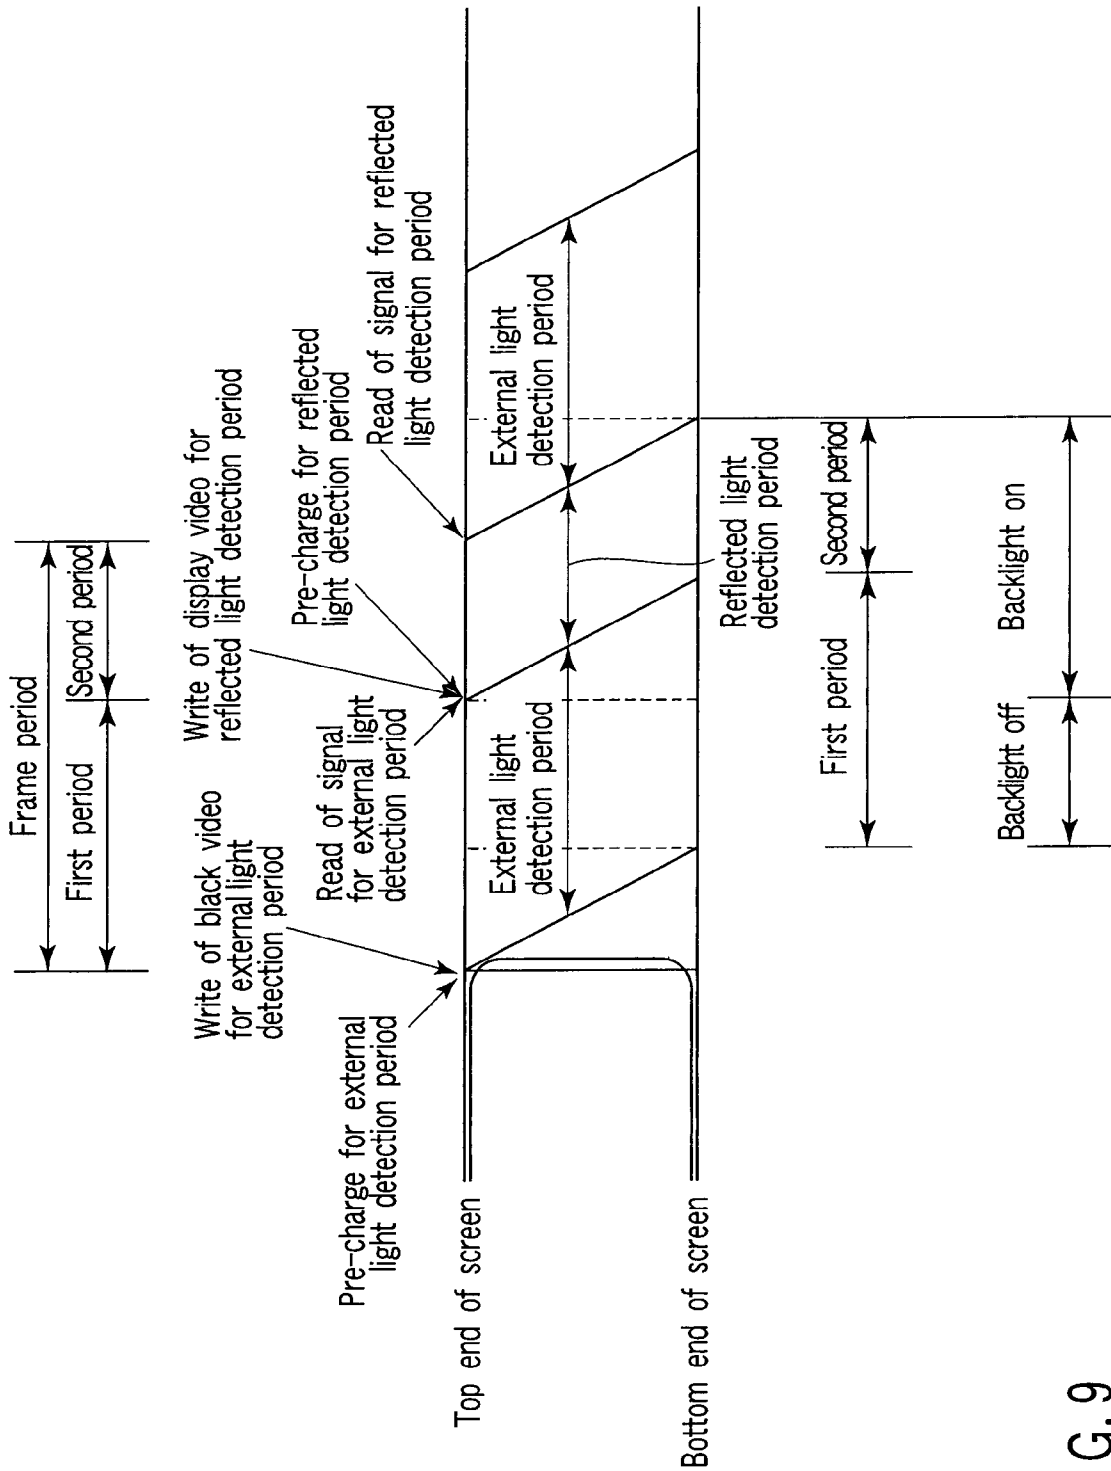 Frame period
First period
Second period
Write of black video
for external light
detection period
Write of display video for
reflected light detection period
Pre-charge for external
light detection period
Read of signal
for external light
detection period
Pre-charge for reflected
light detection period
Read of signal for reflected
light detection period
Top end of screen
External light
detection period
External light
detection period
Bottom end of screen
Reflected light
detection period
First period
Second period
Backlight off
Backlight on
G. 9